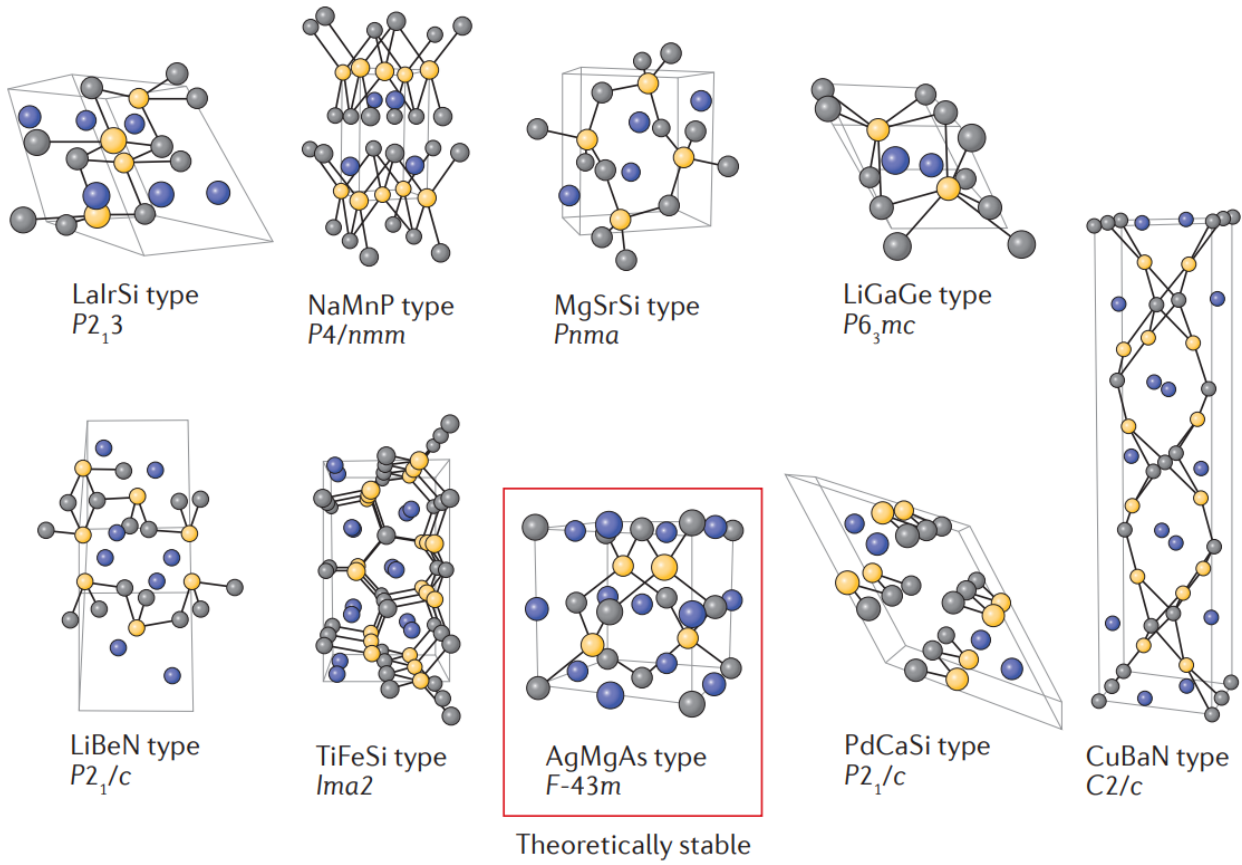 LaIrSi type
P2₁3
NaMnP type
P4/nmm
MgSrSi type
Pnma
LiGaGe type
P6₃mc
LiBeN type
P2₁/c
TiFeSi type
Ima2
AgMgAs type
F-43m
Theoretically stable
PdCaSi type
P2₁/c
CuBaN type
C2/c